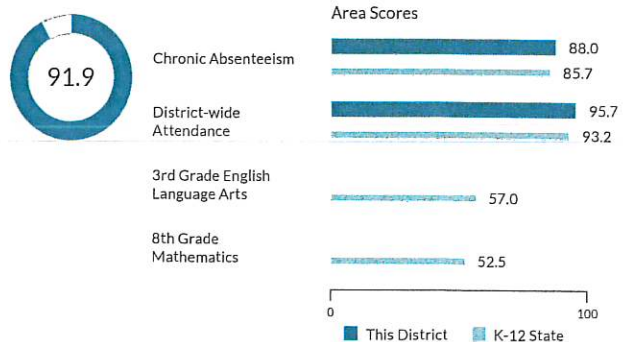 Area Scores
91.9
Chronic Absenteeism
88.0
85.7
District-wide
Attendance
95.7
93.2
3rd Grade English
Language Arts
57.0
8th Grade
Mathematics
52.5
0
100
This District
K-12 State